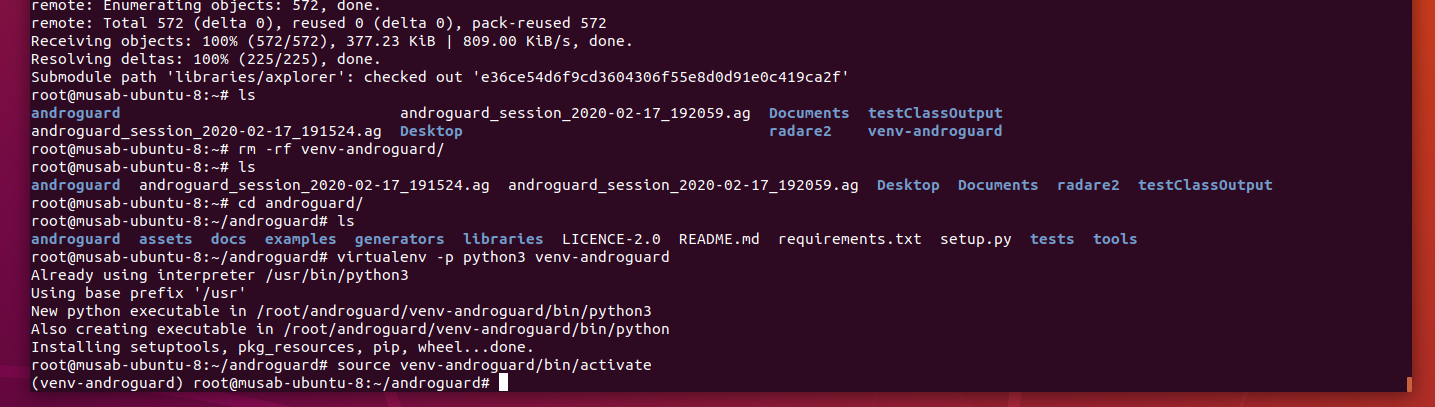 remote: Enumerating objects: 572, done.
remote: Total 572 (delta 0), reused 0 (delta 0), pack-reused 572
Receiving objects: 100% (572/572), 377.23 KiB | 809.00 KiB/s, done.
Resolving deltas: 100% (225/225), done.
Submodule path 'libraries/axplorer': checked out 'e36ce54d6f9cd3604306f55e8d0d91e0c419ca2f'
root@musab-ubuntu-8:~# ls
androguard androguard_session_2020-02-17_192059.ag Documents testClassOutput
androguard_session_2020-02-17_191524.ag Desktop radare2 venv-androguard
root@musab-ubuntu-8:~# rm -rf venv-androguard/
root@musab-ubuntu-8:~# ls
androguard androguard_session_2020-02-17_191524.ag androguard_session_2020-02-17_192059.ag Desktop Documents radare2 testClassOutput
root@musab-ubuntu-8:~# cd androguard/
root@musab-ubuntu-8:~/androguard# ls
androguard assets docs examples generators libraries LICENCE-2.0 README.md requirements.txt setup.py tests tools
root@musab-ubuntu-8:~/androguard# virtualenv -p python3 venv-androguard
Already using interpreter /usr/bin/python3
Using base prefix '/usr'
New python executable in /root/androguard/venv-androguard/bin/python3
Also creating executable in /root/androguard/venv-androguard/bin/python
Installing setuptools, pkg_resources, pip, wheel...done.
root@musab-ubuntu-8:~/androguard# source venv-androguard/bin/activate
(venv-androguard) root@musab-ubuntu-8:~/androguard#